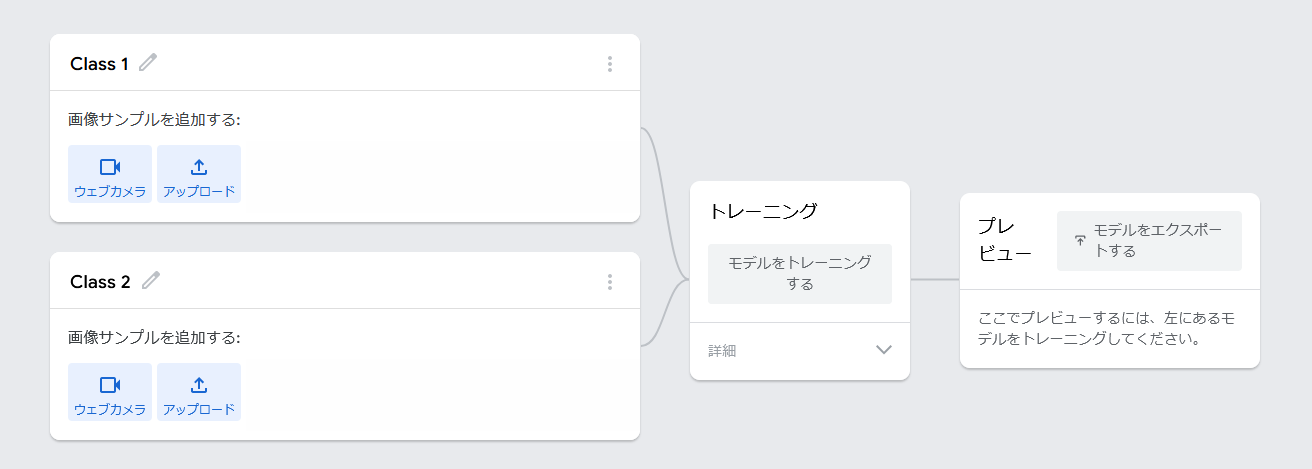 Class 1
画像サンプルを追加する:
ウェブカメラ
アップロード
Class 2
画像サンプルを追加する:
ウェブカメラ
アップロード
トレーニング
モデルをトレーニング
する
詳細
プレ
ビュー
モデルをエクスポー
トする
ここでプレビューするには、左にあるモ
デルをトレーニングしてください。